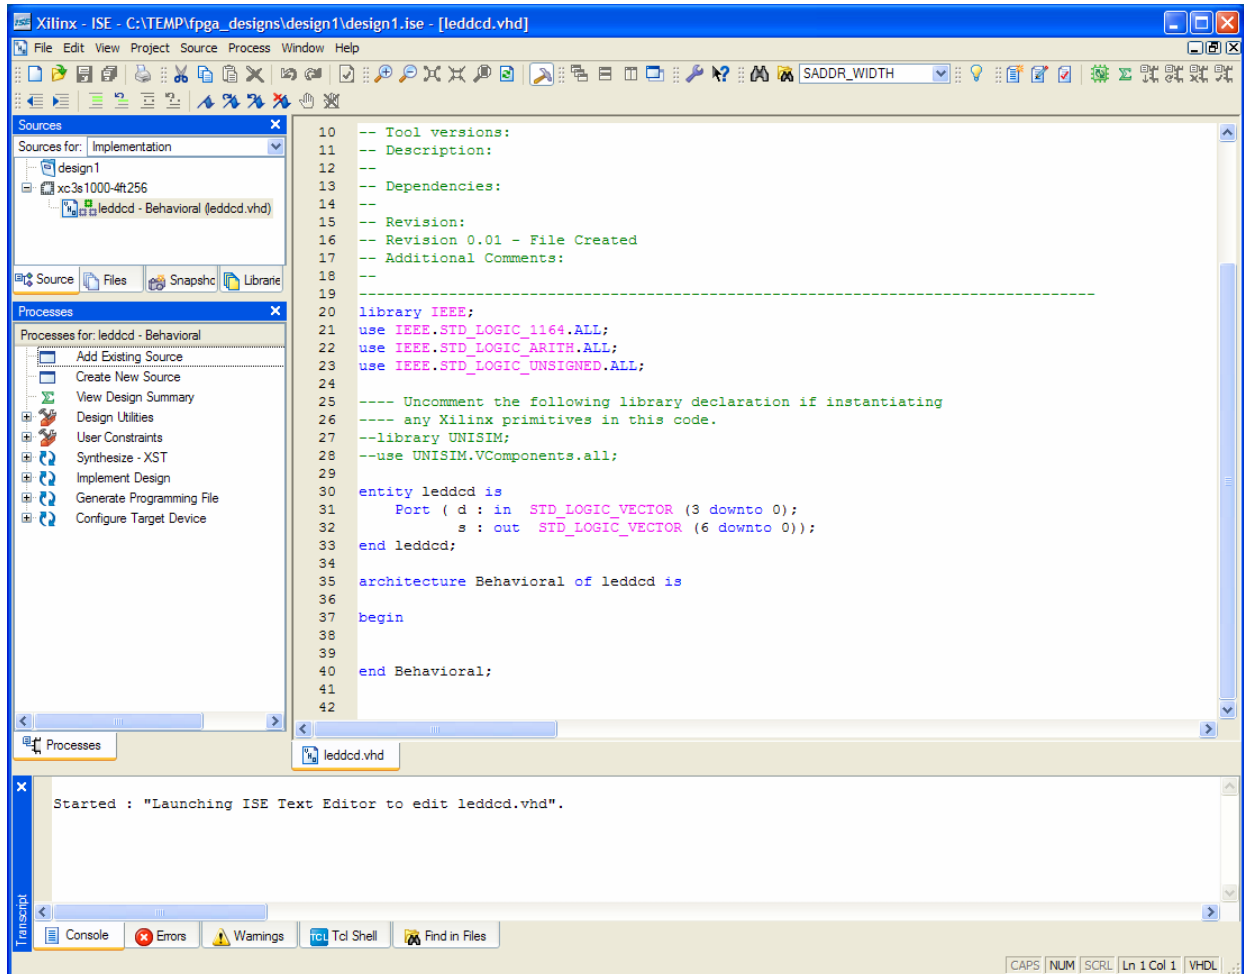 Xilinx - ISE - C:\TEMP\fpga_designs\design1\design1.ise - [leddcd.vhd]
File Edit View Project Source Process Window Help
SADDR_WIDTH
Sources
Sources for: Implementation
design1
xc3s1000-4ft256
leddcd - Behavioral (leddcd.vhd)
Source Files Snapshc Librarie
Processes
Processes for: leddcd - Behavioral
Add Existing Source
Create New Source
View Design Summary
Design Utilities
User Constraints
Synthesize - XST
Implement Design
Generate Programming File
Configure Target Device
Processes
10 -- Tool versions:
11 -- Description:
12 --
13 -- Dependencies:
14 --
15 -- Revision:
16 -- Revision 0.01 - File Created
17 -- Additional Comments:
18 --
19 ----------------------------------------------------------------------------------
20 library IEEE;
21 use IEEE.STD_LOGIC_1164.ALL;
22 use IEEE.STD_LOGIC_ARITH.ALL;
23 use IEEE.STD_LOGIC_UNSIGNED.ALL;
24
25 ---- Uncomment the following library declaration if instantiating
26 ---- any Xilinx primitives in this code.
27 --library UNISIM;
28 --use UNISIM.VComponents.all;
29
30 entity leddcd is
31     Port ( d : in  STD_LOGIC_VECTOR (3 downto 0);
32            s : out  STD_LOGIC_VECTOR (6 downto 0));
33 end leddcd;
34
35 architecture Behavioral of leddcd is
36
37 begin
38
39
40 end Behavioral;
41
42
leddcd.vhd
Started : "Launching ISE Text Editor to edit leddcd.vhd".
Transcript
Console Errors Warnings TCL Tcl Shell Find in Files
CAPS NUM SCRL Ln 1 Col 1 VHDL